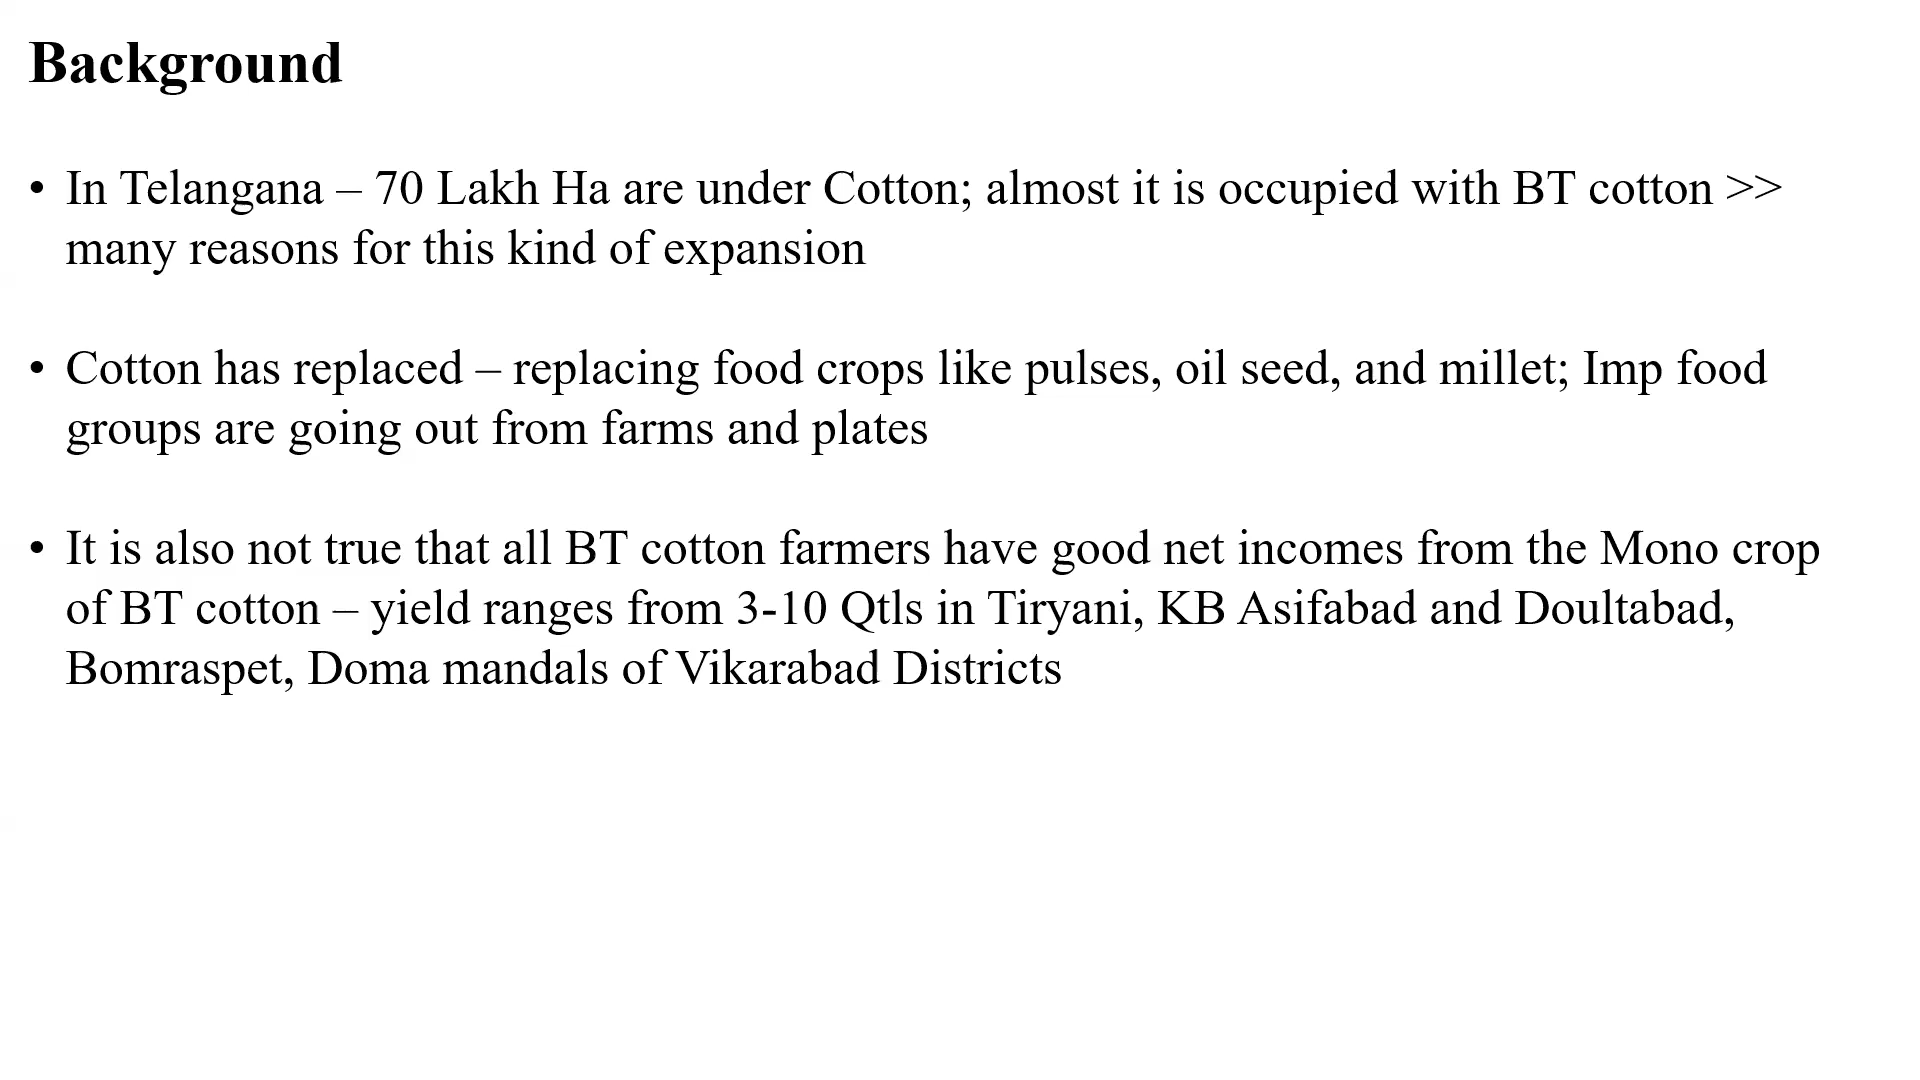 Background
• In Telangana – 70 Lakh Ha are under Cotton; almost it is occupied with BT cotton >>
many reasons for this kind of expansion
• Cotton has replaced – replacing food crops like pulses, oil seed, and millet; Imp food
groups are going out from farms and plates
• It is also not true that all BT cotton farmers have good net incomes from the Mono crop
of BT cotton – yield ranges from 3-10 Qtls in Tiryani, KB Asifabad and Doultabad,
Bomraspet, Doma mandals of Vikarabad Districts